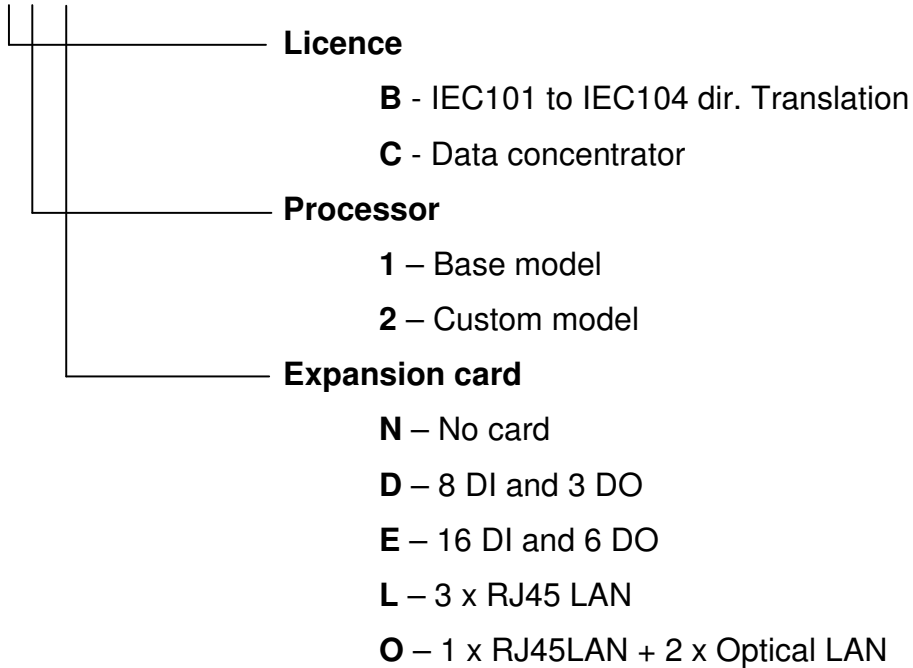 Licence
B - IEC101 to IEC104 dir. Translation
C - Data concentrator
Processor
1 – Base model
2 – Custom model
Expansion card
N – No card
D – 8 DI and 3 DO
E – 16 DI and 6 DO
L – 3 x RJ45 LAN
O – 1 x RJ45LAN + 2 x Optical LAN